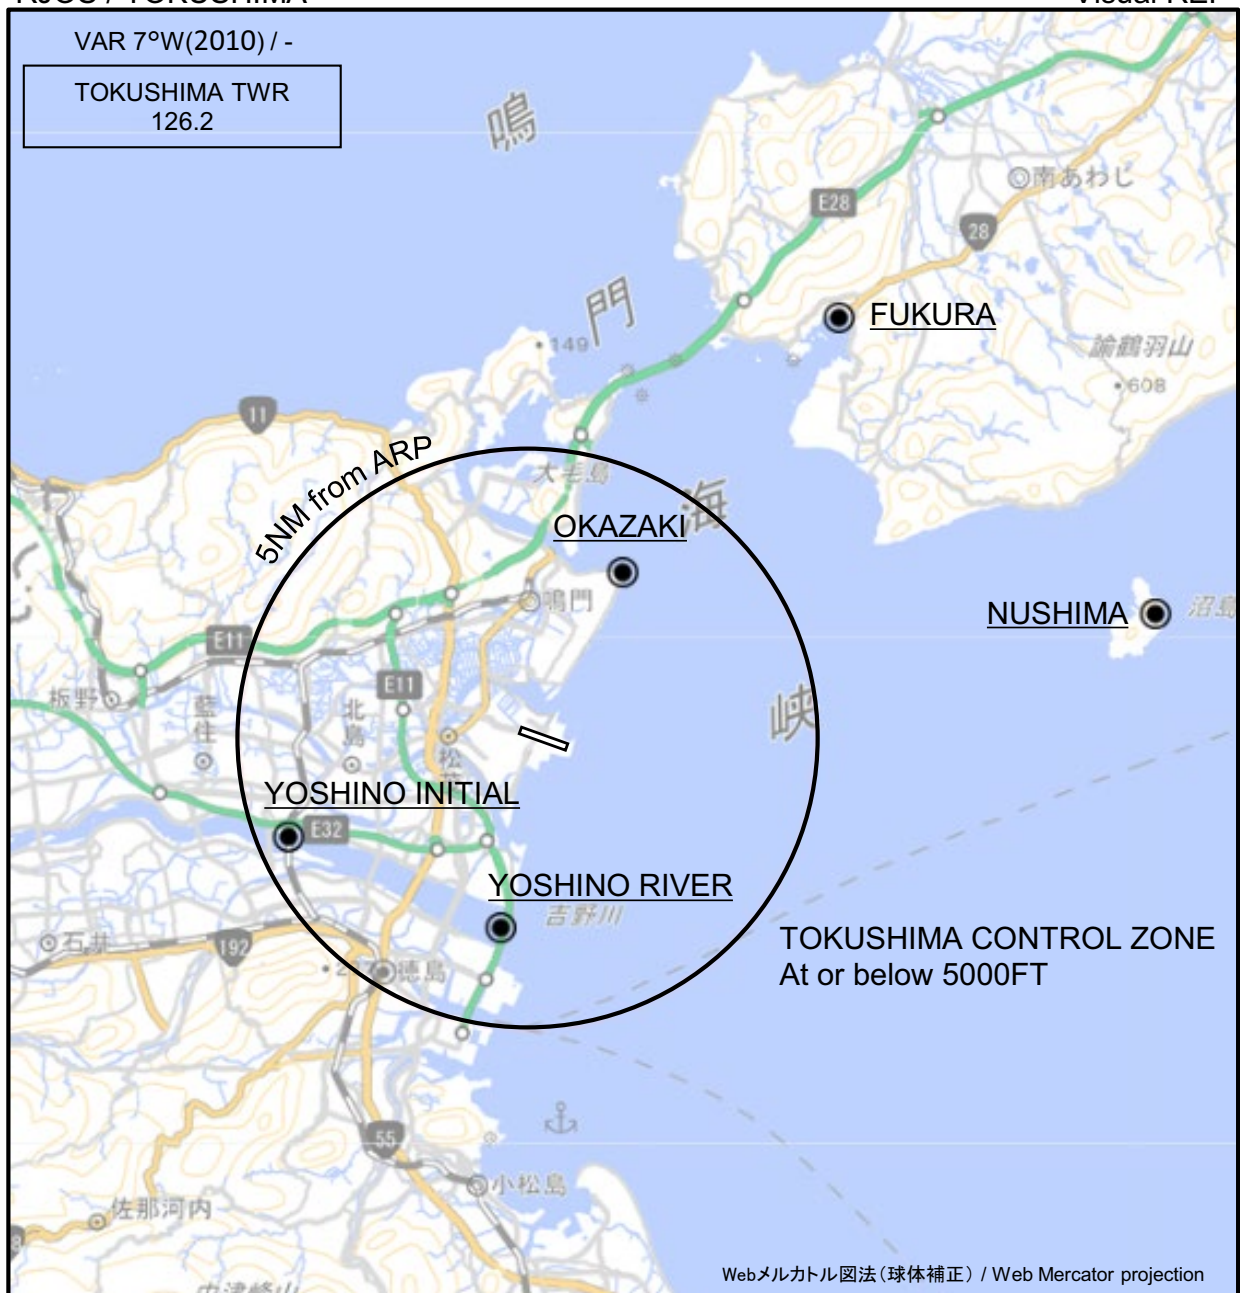 VAR 7°W(2010) / -
TOKUSHIMA TWR
126.2
鳴
門
海
峡
南あわじ
E28
28
FUKURA
諭鶴羽山
608
149
11
5NM from ARP
大毛島
OKAZAKI
鳴門
NUSHIMA
沼島
E11
E11
板野
藍住
北島
松茂
YOSHINO INITIAL
E32
YOSHINO RIVER
吉野川
石井
192
徳島
TOKUSHIMA CONTROL ZONE
At or below 5000FT
55
小松島
佐那河内
Webメルカトル図法(球体補正) / Web Mercator projection